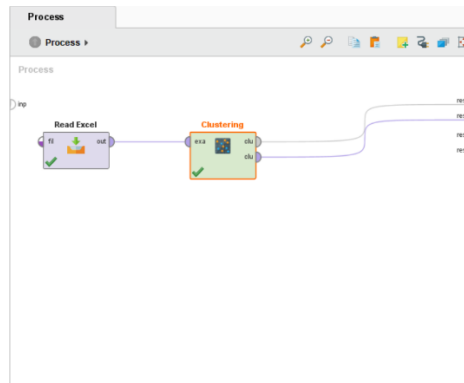 Process
Process
Process
inp
Read Excel
fil
out
Clustering
exa
clu
clu
res
res
res
res